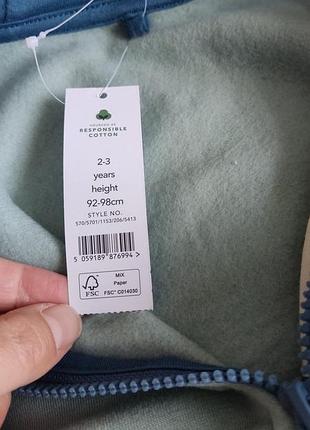 SOURCED AS
RESPONSIBLE
COTTON
2-3
years
height
92-98cm
STYLE NO.
570/5701/1153/206/5413
5 059189 876994 >
FSC
MIX
Paper
FSC® C014030